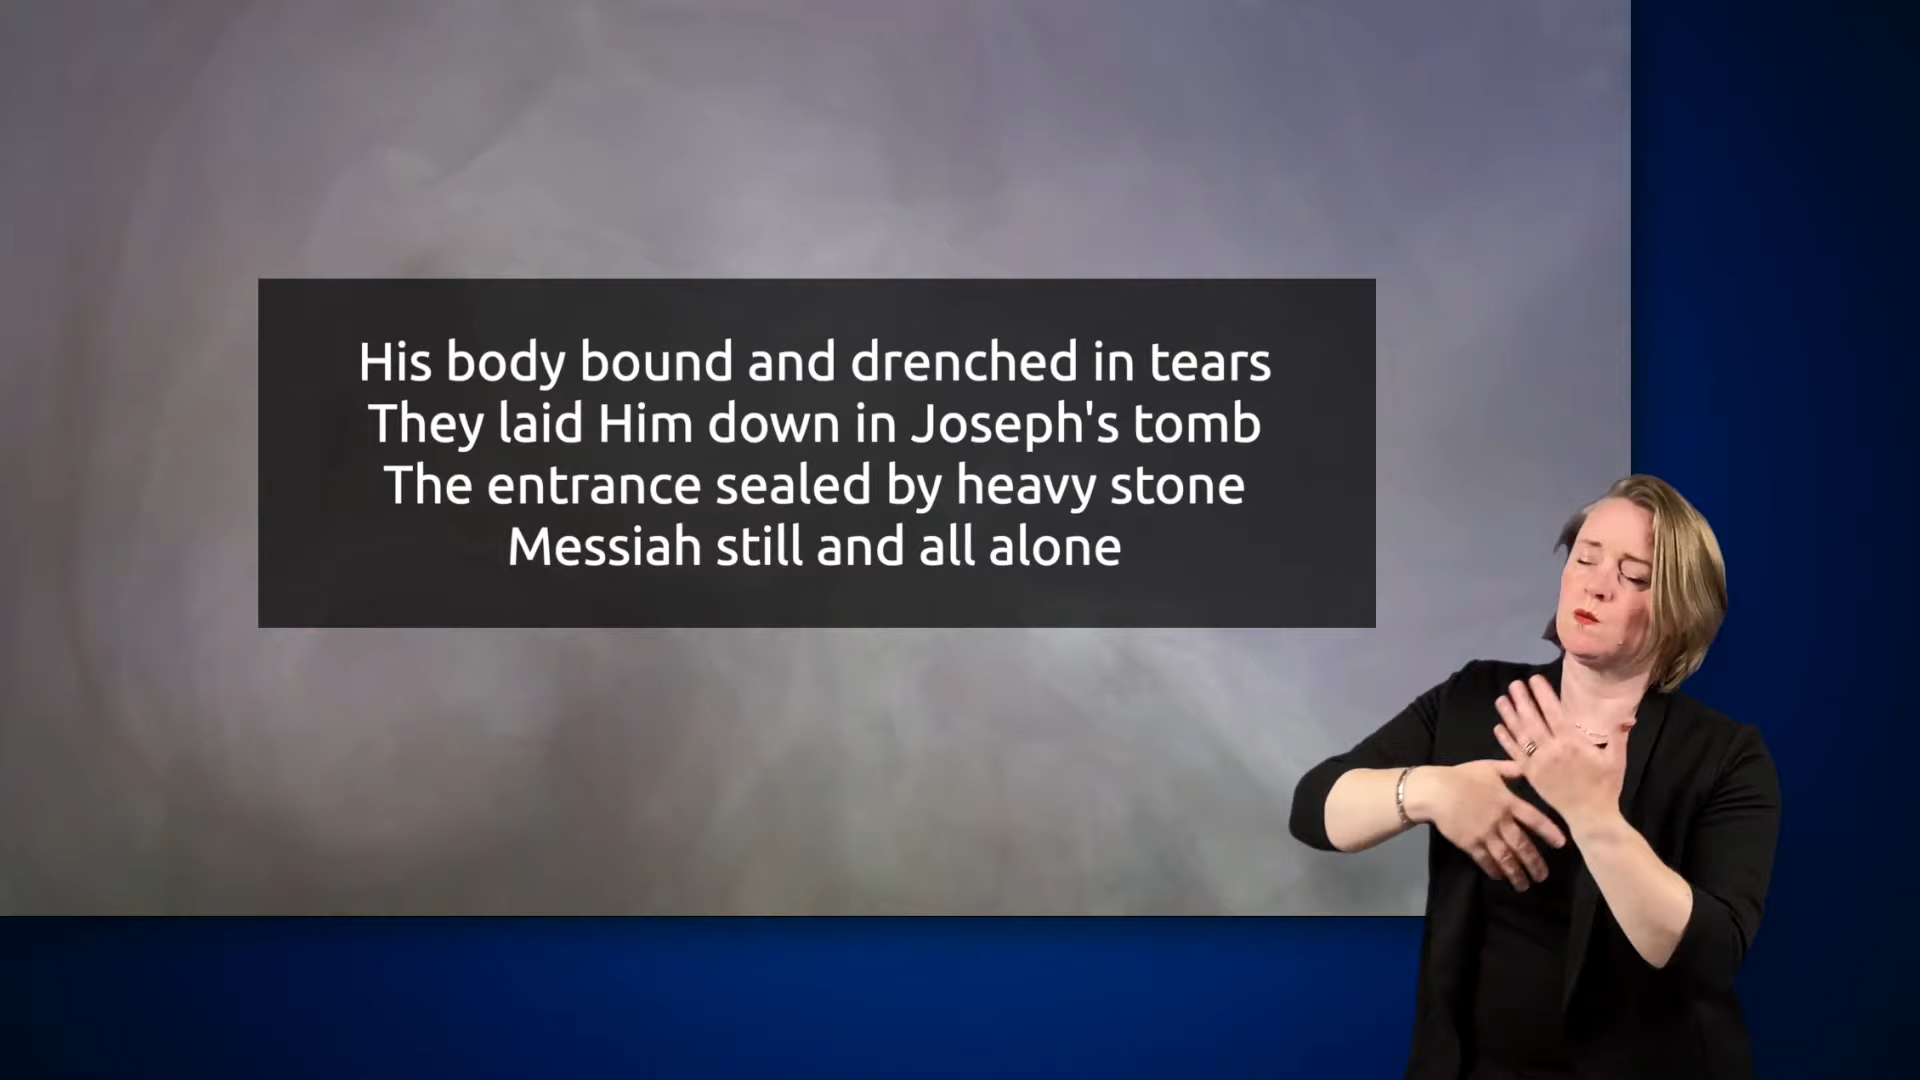 His body bound and drenched in tears
They laid Him down in Joseph's tomb
The entrance sealed by heavy stone
Messiah still and all alone